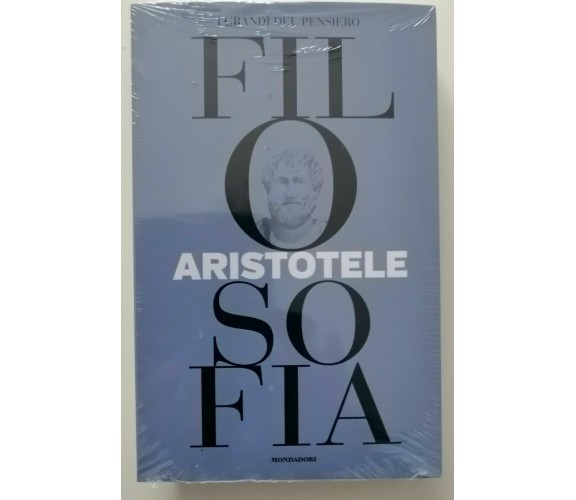 I GRANDI DEL PENSIERO
FIL
O
ARISTOTELE
SO
FIA
MONDADORI